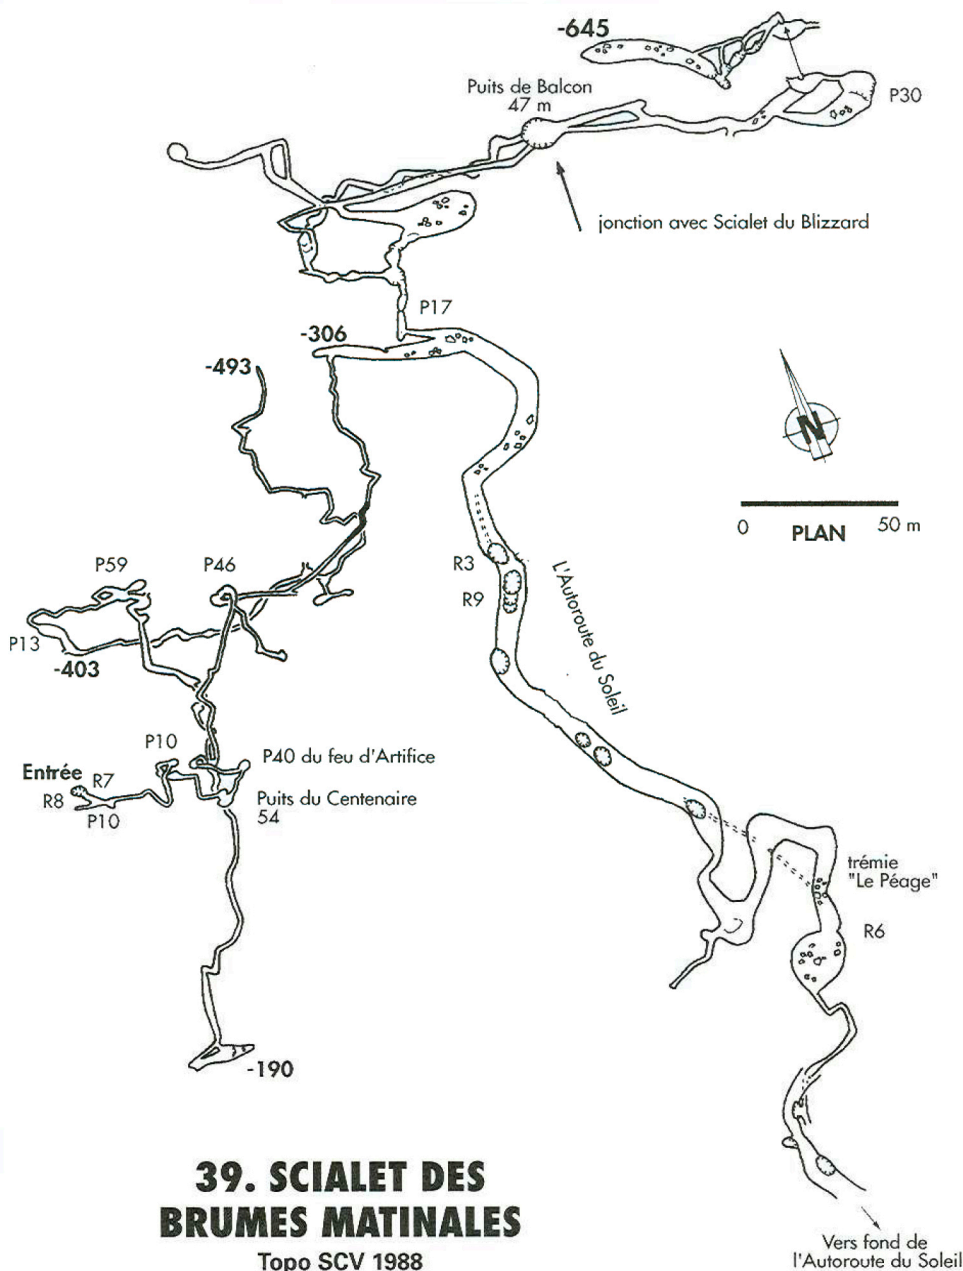 -645
Puits de Balcon
47 m
P30
jonction avec Scialet du Blizzard
P17
-306
-493
N
0
PLAN
50 m
R3
R9
L'Autoroute du Soleil
P59
P46
P13
-403
P10
P40 du feu d'Artifice
Entrée
R7
R8
P10
Puits du Centenaire
54
trémie
"Le Péage"
R6
-190
39. SCIALET DES
BRUMES MATINALES
Topo SCV 1988
Vers fond de
l'Autoroute du Soleil